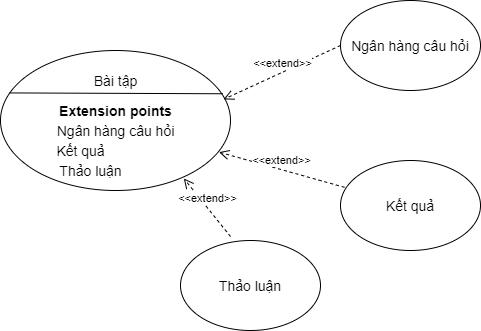 Ngân hàng câu hỏi
<<extend>>
Bài tập
Extension points
Ngân hàng câu hỏi
Kết quả
Thảo luận
<<extend>>
<<extend>>
Kết quả
Thảo luận